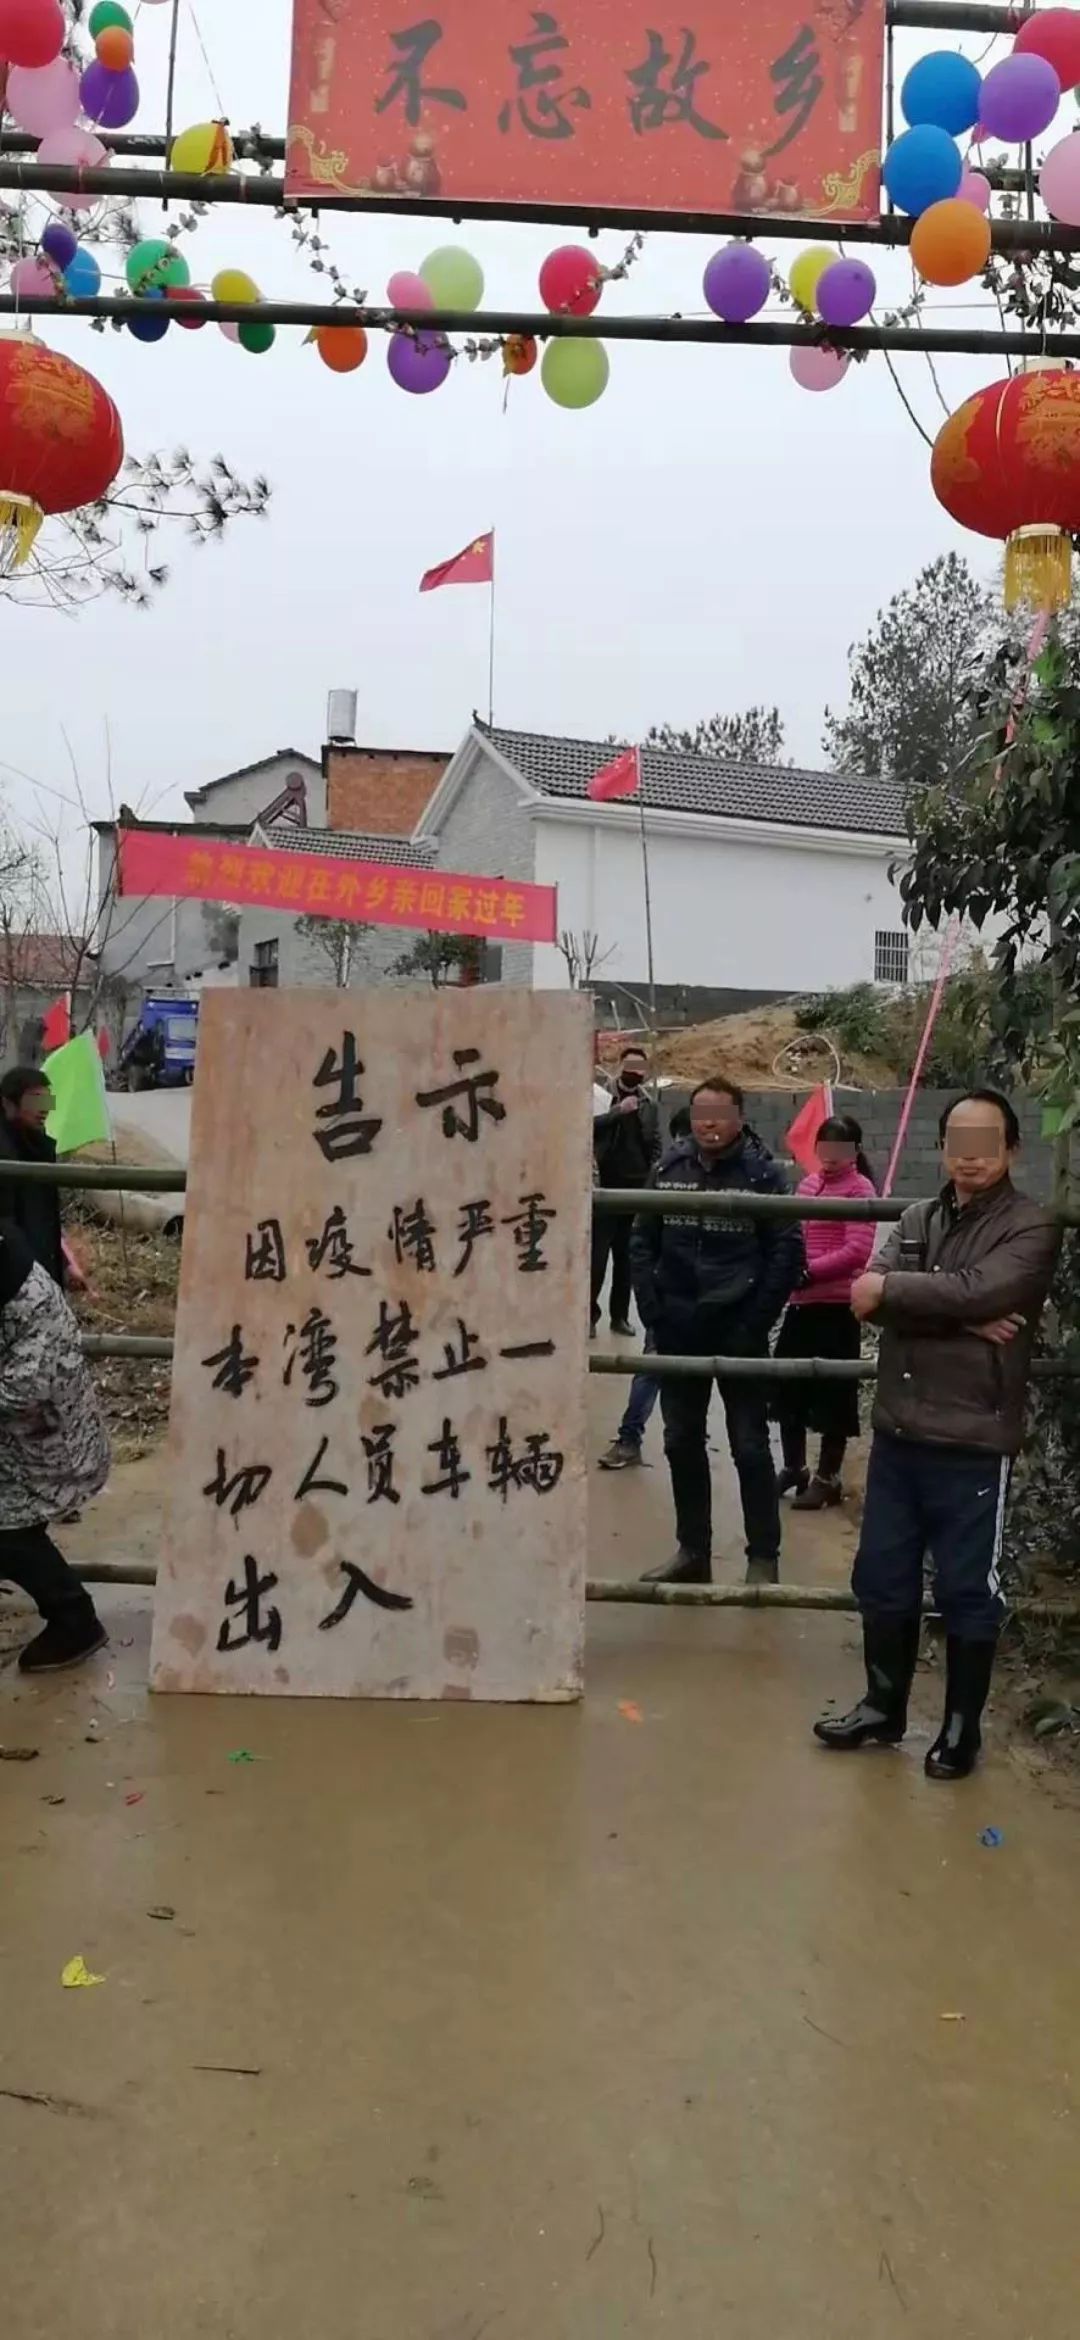 不忘故乡
热烈欢迎在外乡亲回家过年
告示
因疫情严重
本湾禁止一
切人员车辆
出入